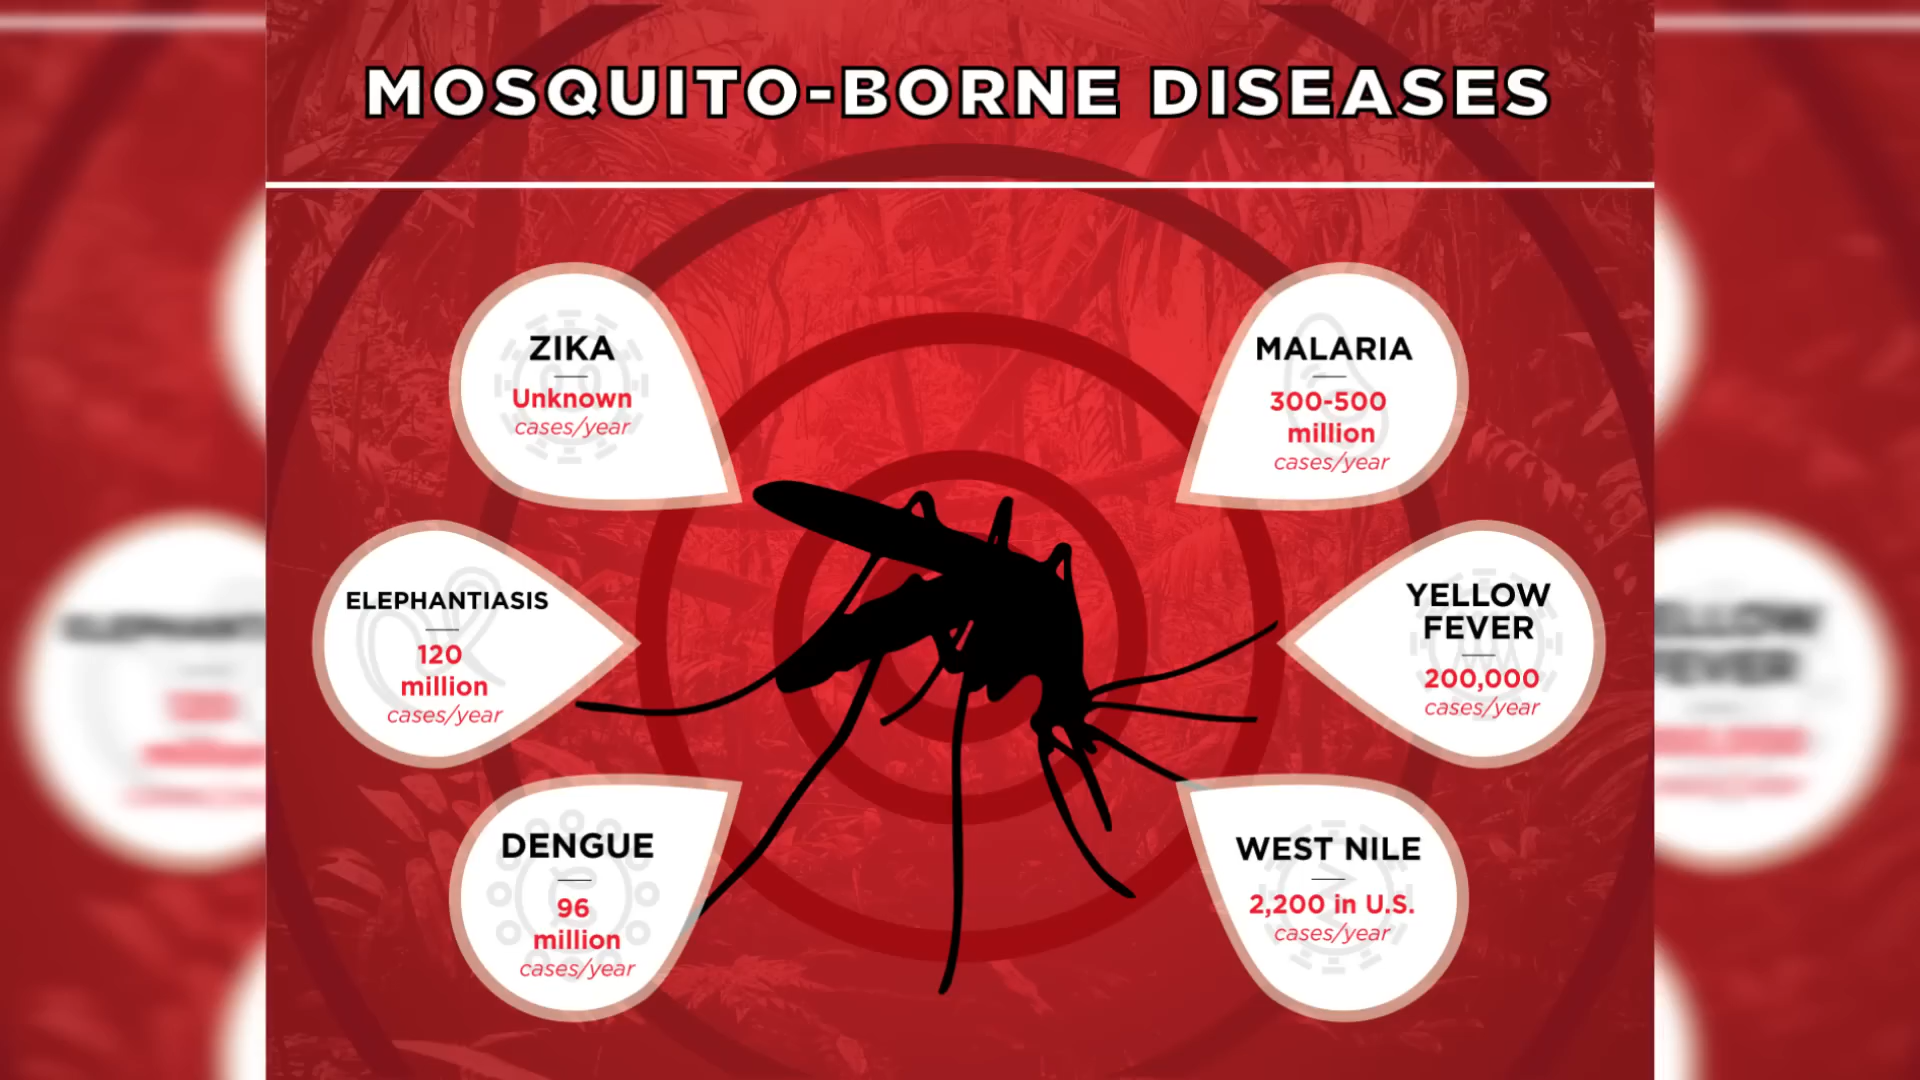 MOSQUITO-BORNE DISEASES
ZIKA
Unknown
cases/year
MALARIA
300-500
million
cases/year
ELEPHANTIASIS
120
million
cases/year
YELLOW
FEVER
200,000
cases/year
DENGUE
96
million
cases/year
WEST NILE
2,200 in U.S.
cases/year